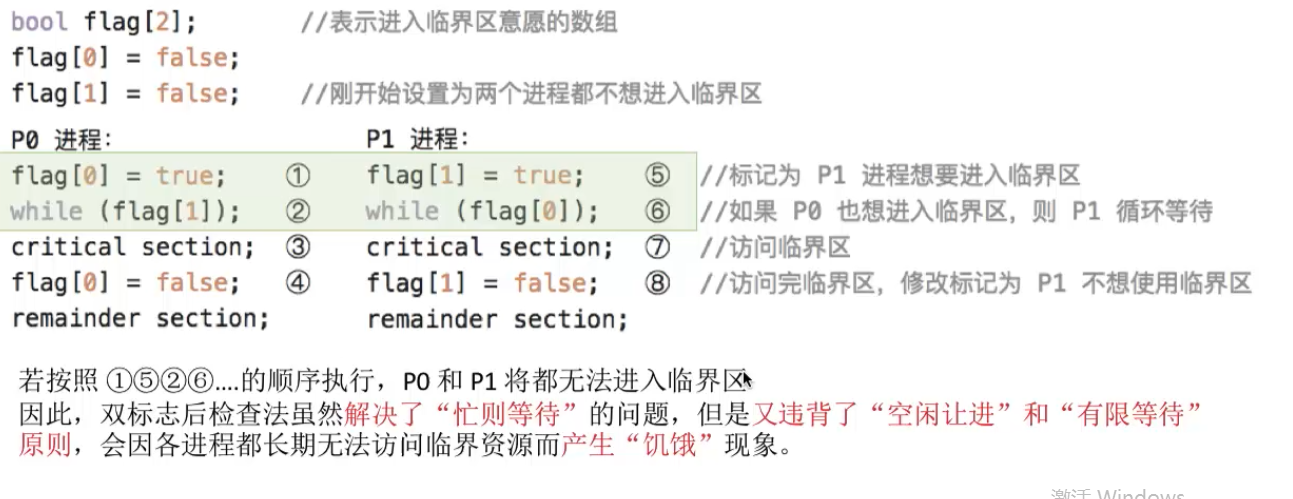 bool flag[2]; //表示进入临界区意愿的数组
flag[0] = false;
flag[1] = false; //刚开始设置为两个进程都不想进入临界区
P0 进程: P1 进程:
flag[0] = true; ① flag[1] = true; ⑤ //标记为 P1 进程想要进入临界区
while (flag[1]); ② while (flag[0]); ⑥ //如果 P0 也想进入临界区，则 P1 循环等待
critical section; ③ critical section; ⑦ //访问临界区
flag[0] = false; ④ flag[1] = false; ⑧ //访问完临界区，修改标记为 P1 不想使用临界区
remainder section; remainder section;
若按照 ①⑤②⑥....的顺序执行，P0 和 P1 将都无法进入临界区
因此，双标志后检查法虽然解决了“忙则等待”的问题，但是又违背了“空闲让进”和“有限等待”
原则，会因各进程都长期无法访问临界资源而产生“饥饿”现象。
激活 Windows